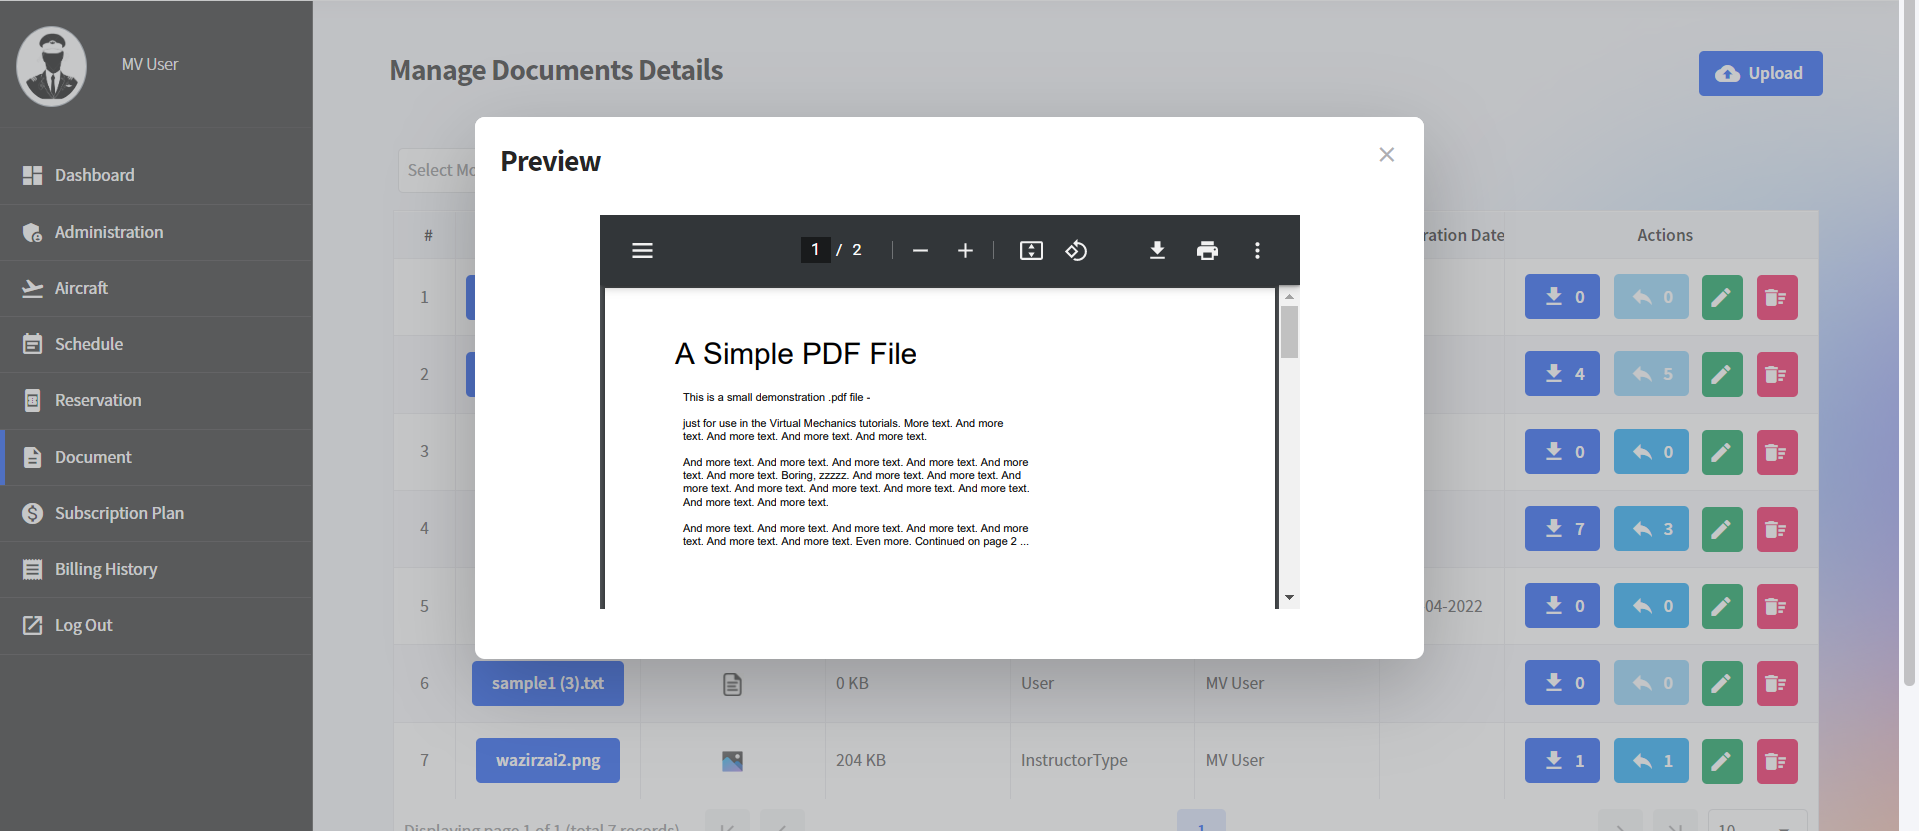 MV User
Dashboard
Administration
Aircraft
Schedule
Reservation
Document
Subscription Plan
Billing History
Log Out
Manage Documents Details
Upload
Select Mo
Preview
1 / 2
A Simple PDF File
This is a small demonstration .pdf file -
just for use in the Virtual Mechanics tutorials. More text. And more
text. And more text. And more text. And more text.
And more text. And more text. And more text. And more text. And more
text. And more text. Boring, zzzzz. And more text. And more text. And
more text. And more text. And more text. And more text. And more text.
And more text. And more text.
And more text. And more text. And more text. And more text. And more
text. And more text. And more text. Even more. Continued on page 2 ...
# ration Date Actions
1 0 0
2 4 5
3 0 0
4 7 3
5 04-2022 0 0
6 sample1 (3).txt 0 KB User MV User 0 0
7 wazirzai2.png 204 KB InstructorType MV User 1 1
Displaying page 1 of 1 (total 7 records) 1 10